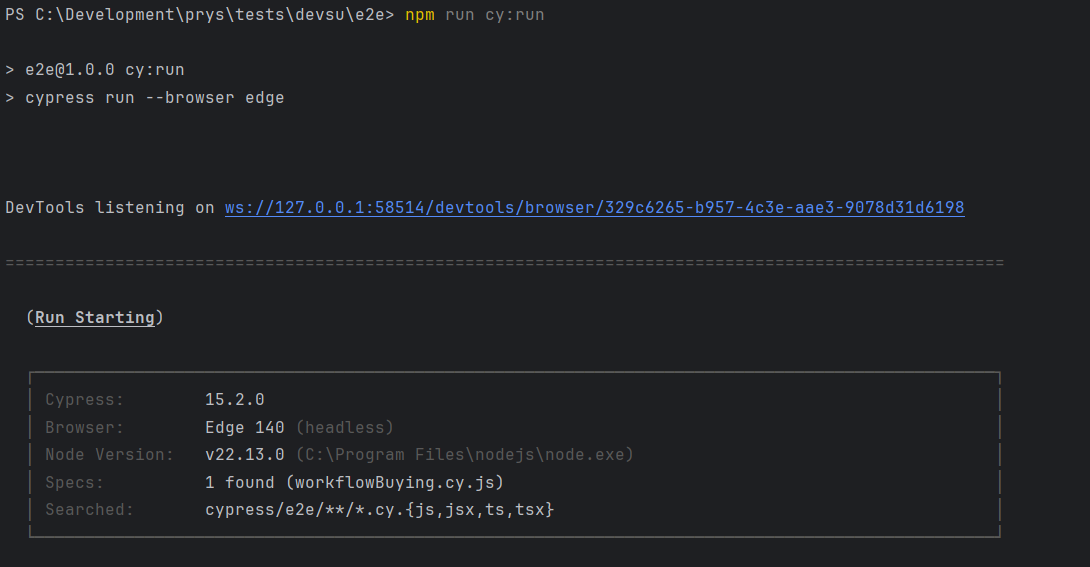 PS C:\Development\prys\tests\devsu\e2e> npm run cy:run
> e2e@1.0.0 cy:run
> cypress run --browser edge
DevTools listening on ws://127.0.0.1:58514/devtools/browser/329c6265-b957-4c3e-aae3-9078d31d6198
====================================================================================================
(Run Starting)
Cypress: 15.2.0
Browser: Edge 140 (headless)
Node Version: v22.13.0 (C:\Program Files\nodejs\node.exe)
Specs: 1 found (workflowBuying.cy.js)
Searched: cypress/e2e/**/*.cy.{js,jsx,ts,tsx}